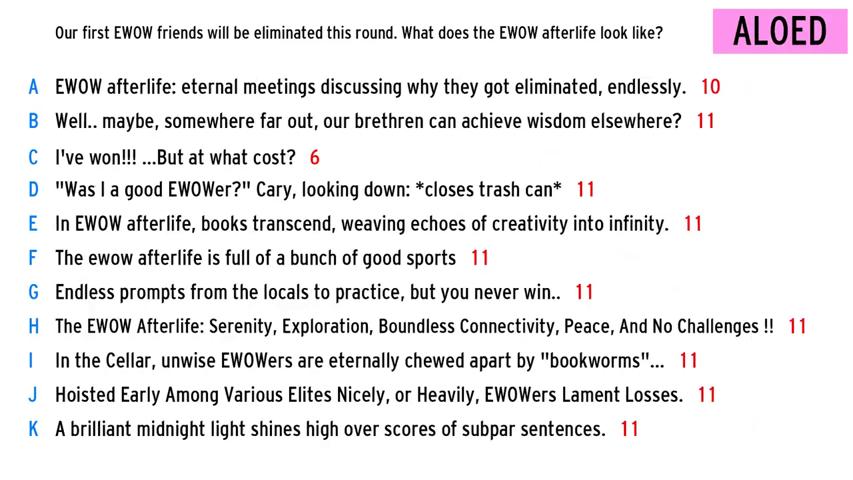 Our first EWOW friends will be eliminated this round. What does the EWOW afterlife look like?
ALOED
A EWOW afterlife: eternal meetings discussing why they got eliminated, endlessly. 10
B Well.. maybe, somewhere far out, our brethren can achieve wisdom elsewhere? 11
C I've won!!! ...But at what cost? 6
D "Was I a good EWOWer?" Cary, looking down: *closes trash can* 11
E In EWOW afterlife, books transcend, weaving echoes of creativity into infinity. 11
F The ewow afterlife is full of a bunch of good sports 11
G Endless prompts from the locals to practice, but you never win.. 11
H The EWOW Afterlife: Serenity, Exploration, Boundless Connectivity, Peace, And No Challenges !! 11
I In the Cellar, unwise EWOWers are eternally chewed apart by "bookworms"... 11
J Hoisted Early Among Various Elites Nicely, or Heavily, EWOWers Lament Losses. 11
K A brilliant midnight light shines high over scores of subpar sentences. 11